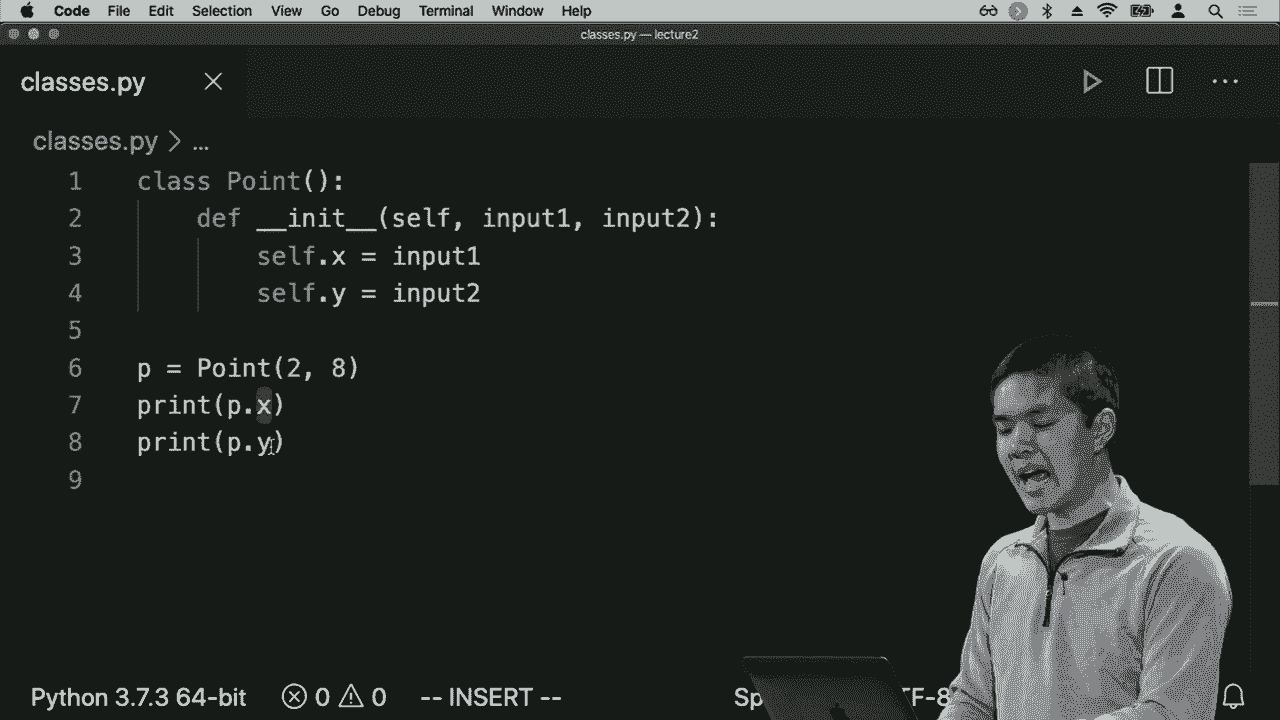 Code File Edit Selection View Go Debug Terminal Window Help
classes.py — lecture2
classes.py
classes.py > ...
1 class Point():
2 def __init__(self, input1, input2):
3 self.x = input1
4 self.y = input2
5
6 p = Point(2, 8)
7 print(p.x)
8 print(p.y)
9
Python 3.7.3 64-bit 0 0 -- INSERT -- Sp TF-8